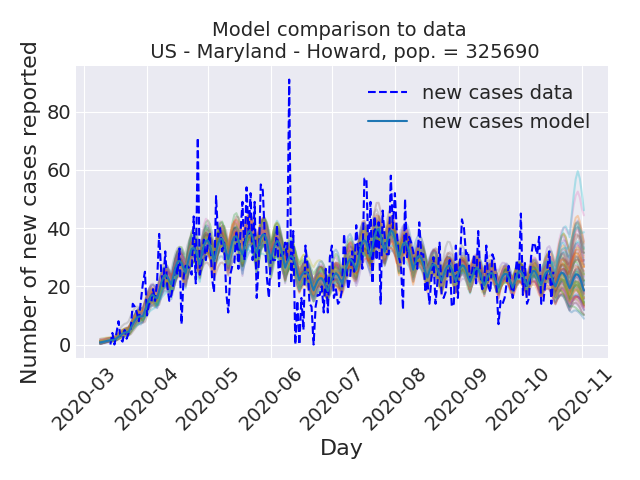 Model comparison to data
US - Maryland - Howard, pop. = 325690
Number of new cases reported
80
60
40
20
0
new cases data
new cases model
2020-03
2020-04
2020-05
2020-06
2020-07
2020-08
2020-09
2020-10
2020-11
Day